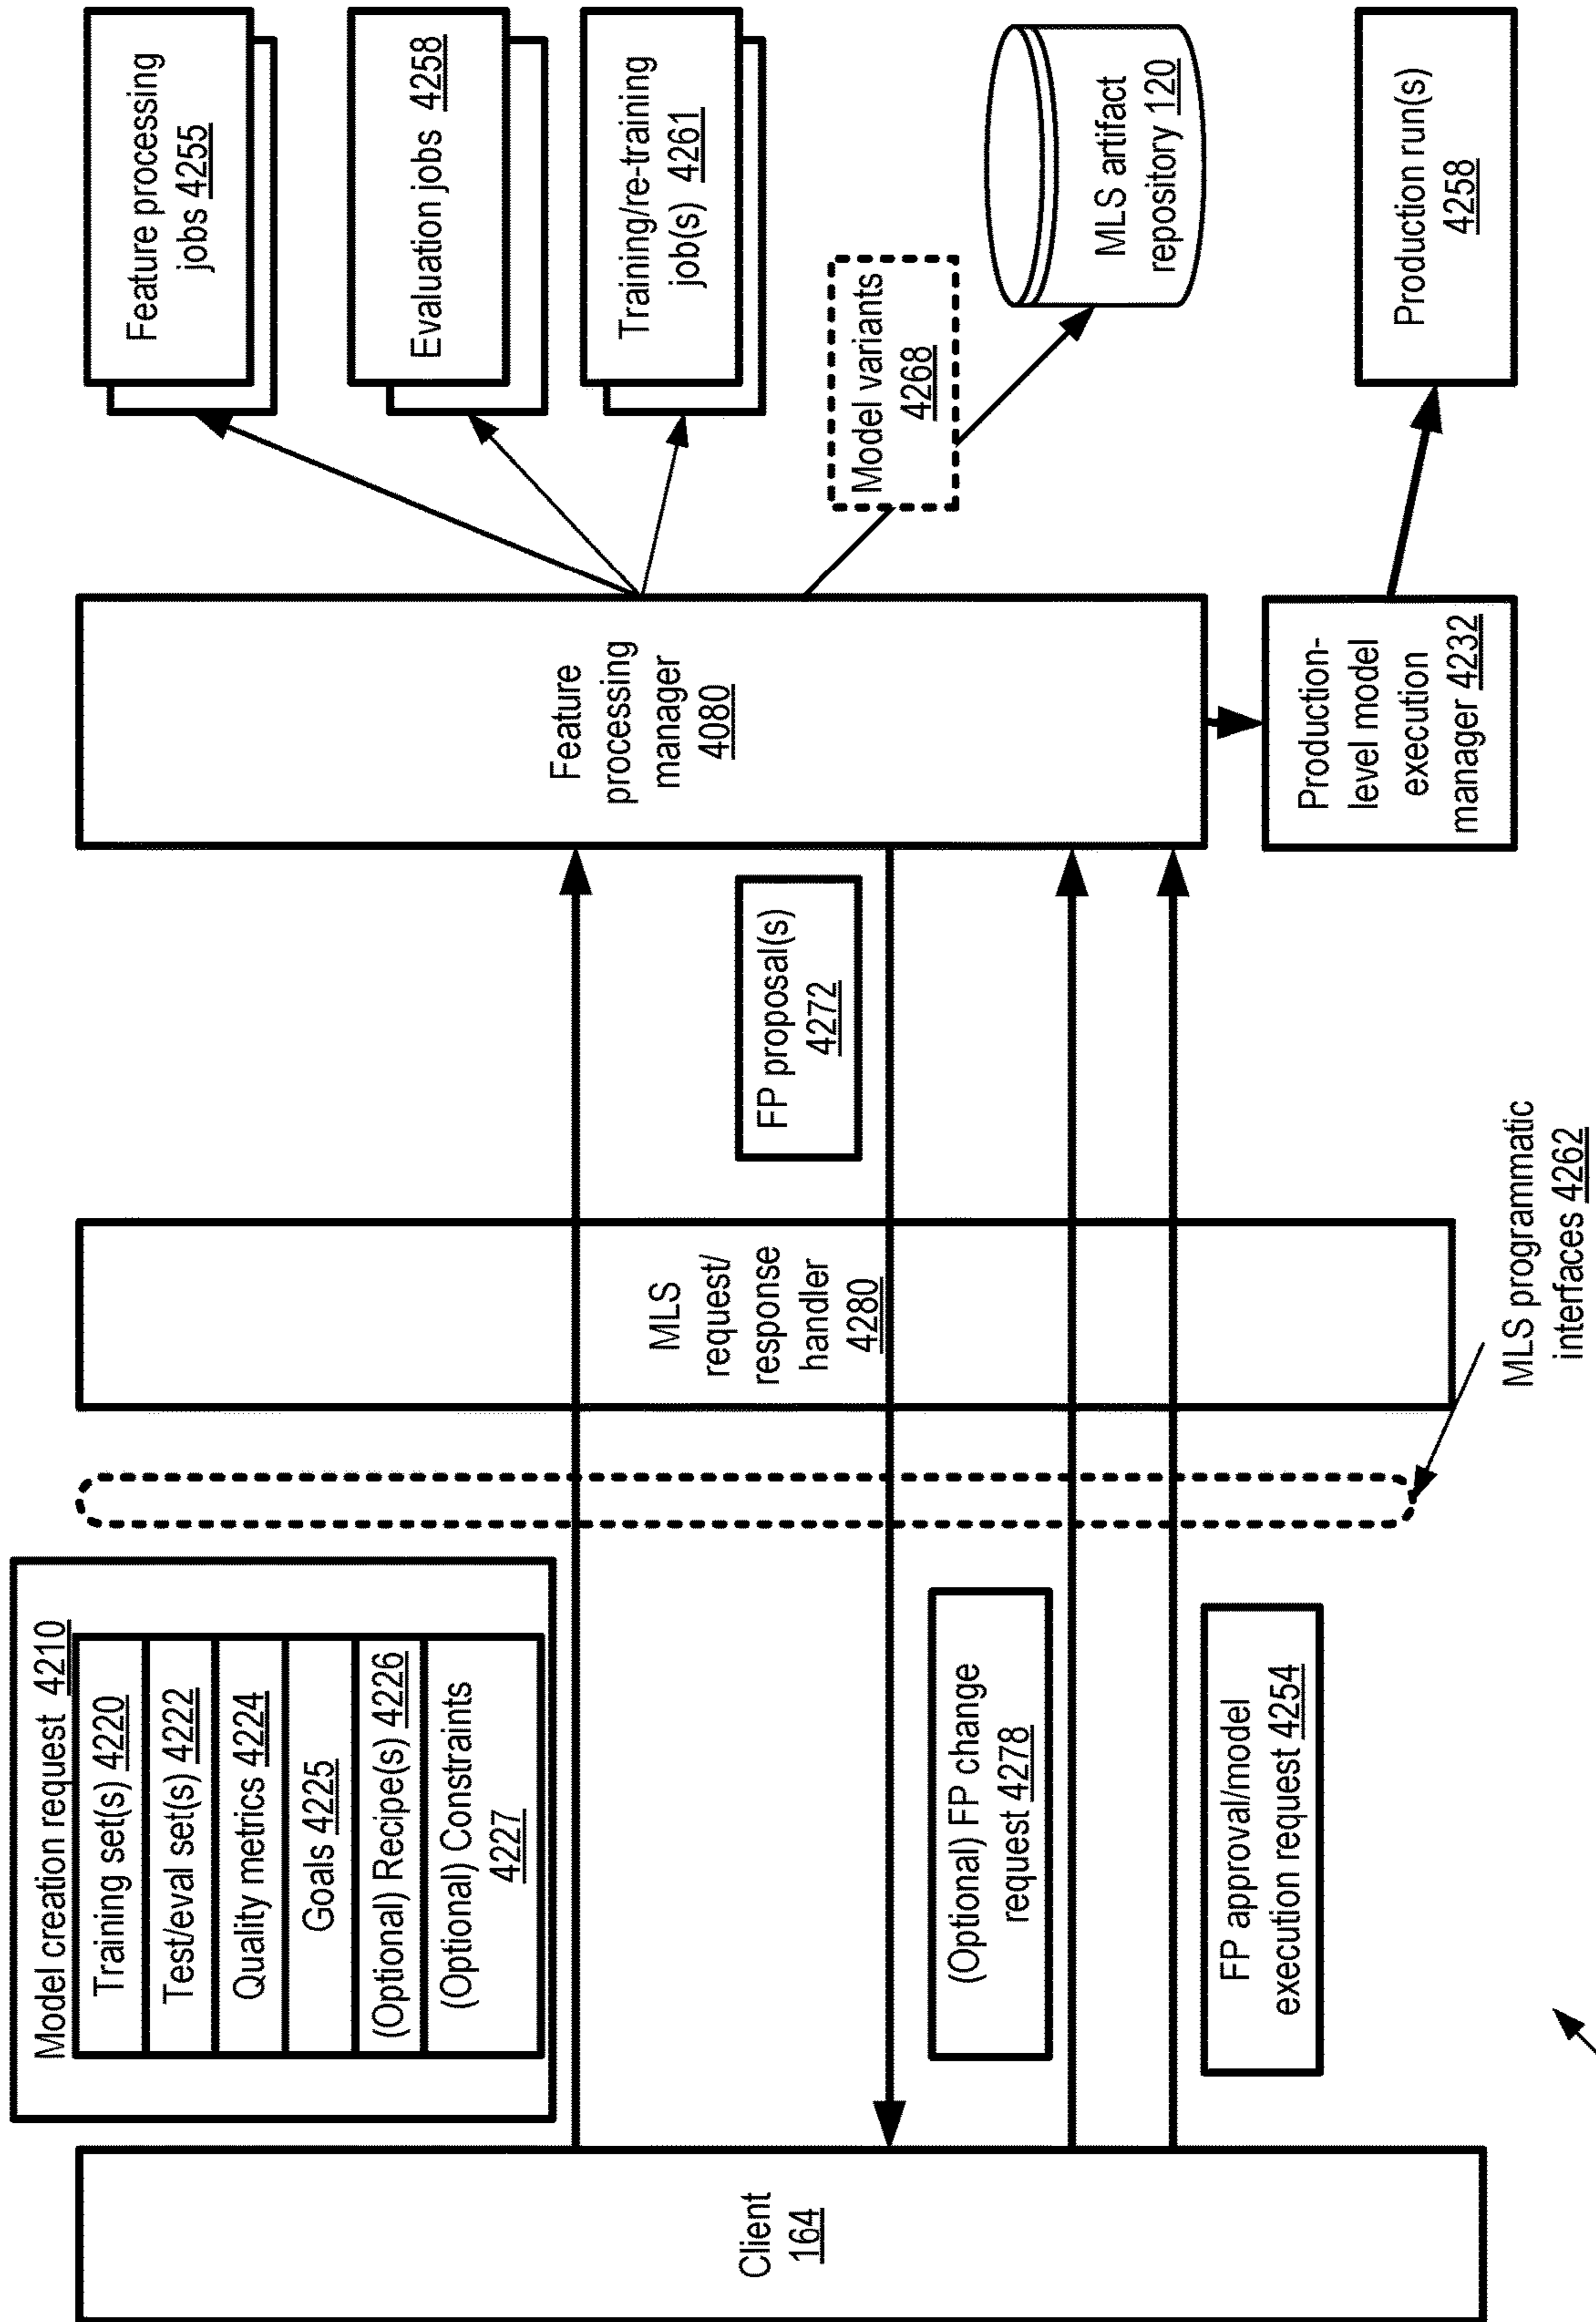 Model creation request 4210
Training set(s) 4220
Test/eval set(s) 4222
Quality metrics 4224
Goals 4225
(Optional) Recipe(s) 4226
(Optional) Constraints
4227
Client
164
(Optional) FP change
request 4278
FP approval/model
execution request 4254
MLS
request/
response
handler
4280
MLS programmatic
interfaces 4262
FP proposal(s)
4272
Feature
processing
manager
4080
Production-
level model
execution
manager 4232
Feature processing
jobs 4255
Evaluation jobs 4258
Training/re-training
job(s) 4261
Model variants
4268
MLS artifact
repository 120
Production run(s)
4258